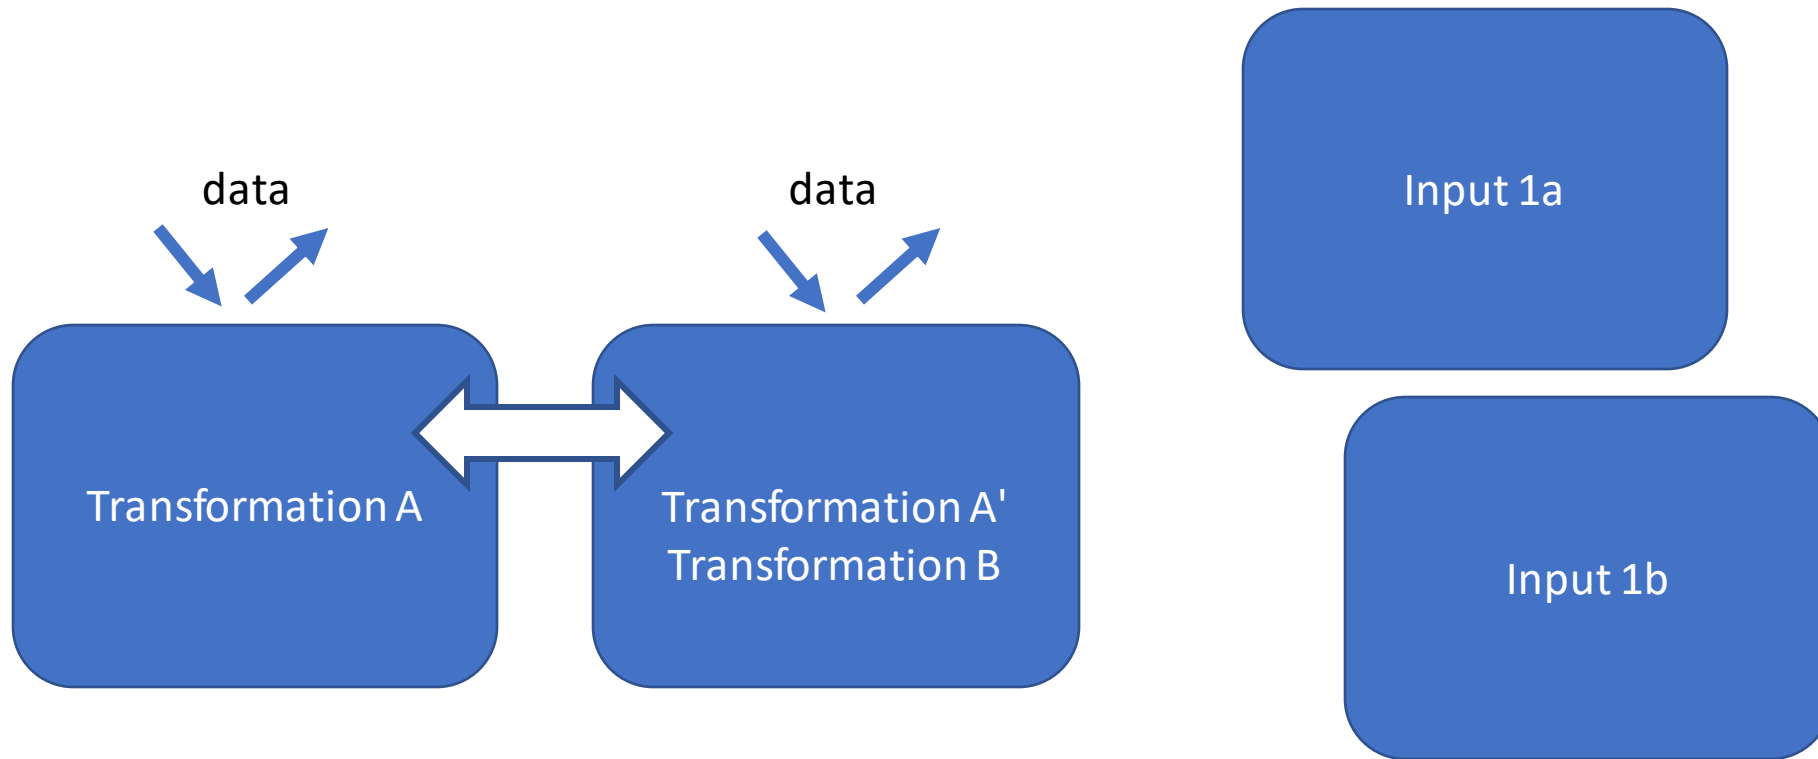 data
data
Transformation A
Transformation A'
Transformation B
Input 1a
Input 1b